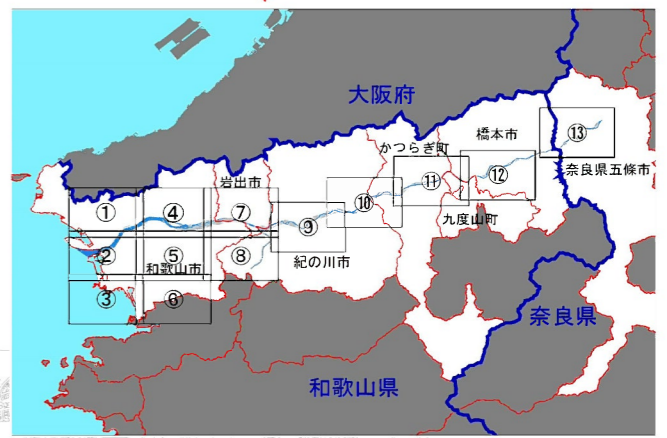 大阪府
⑬
橋本市
かつらぎ町
奈良県五條市
岩出市
⑪
⑫
⑩
① ④ ⑦
九度山町
⑨
② ⑤ ⑧
和歌山市
紀の川市
③ ⑥
奈良県
和歌山県